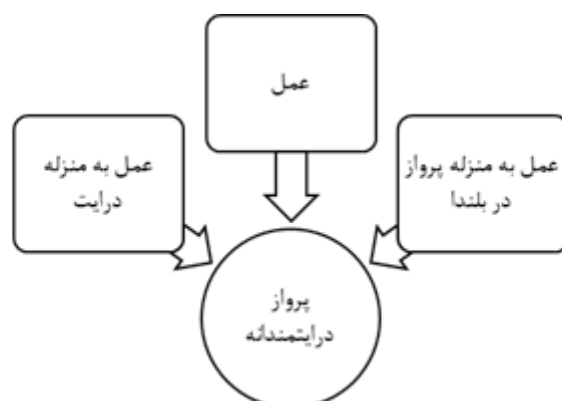 عمل
عمل به منزله پرواز
در بلندا
عمل به منزله
درایت
پرواز
درایتمندانه